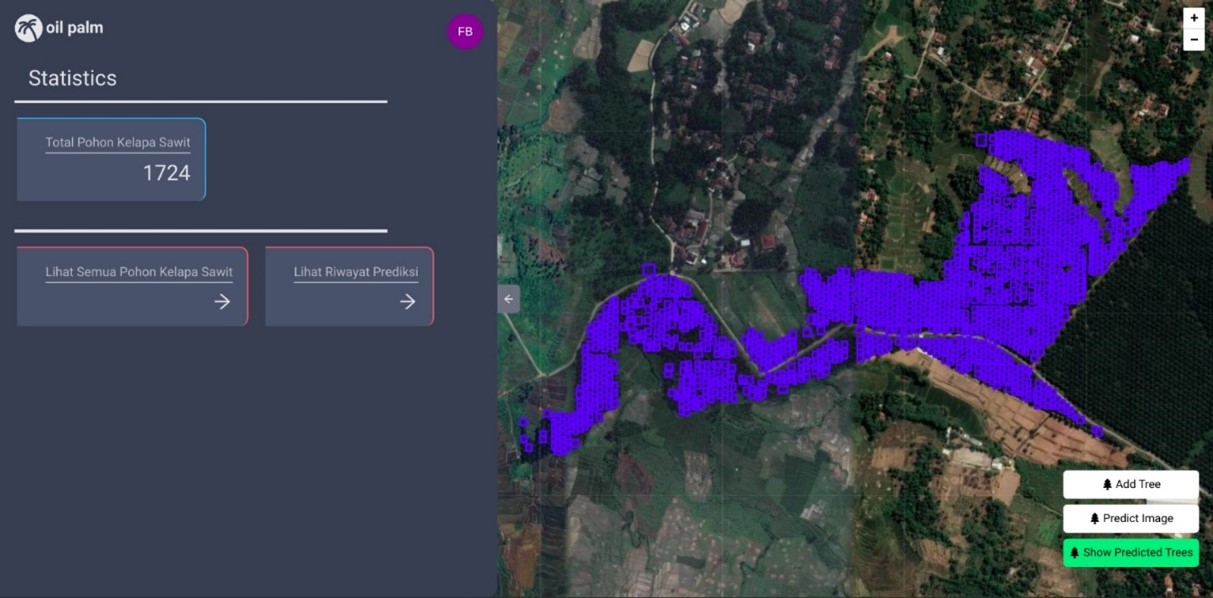 oil palm
FB
Statistics
Total Pohon Kelapa Sawit
1724
Lihat Semua Pohon Kelapa Sawit
Lihat Riwayat Prediksi
+
−
Add Tree
Predict Image
Show Predicted Trees